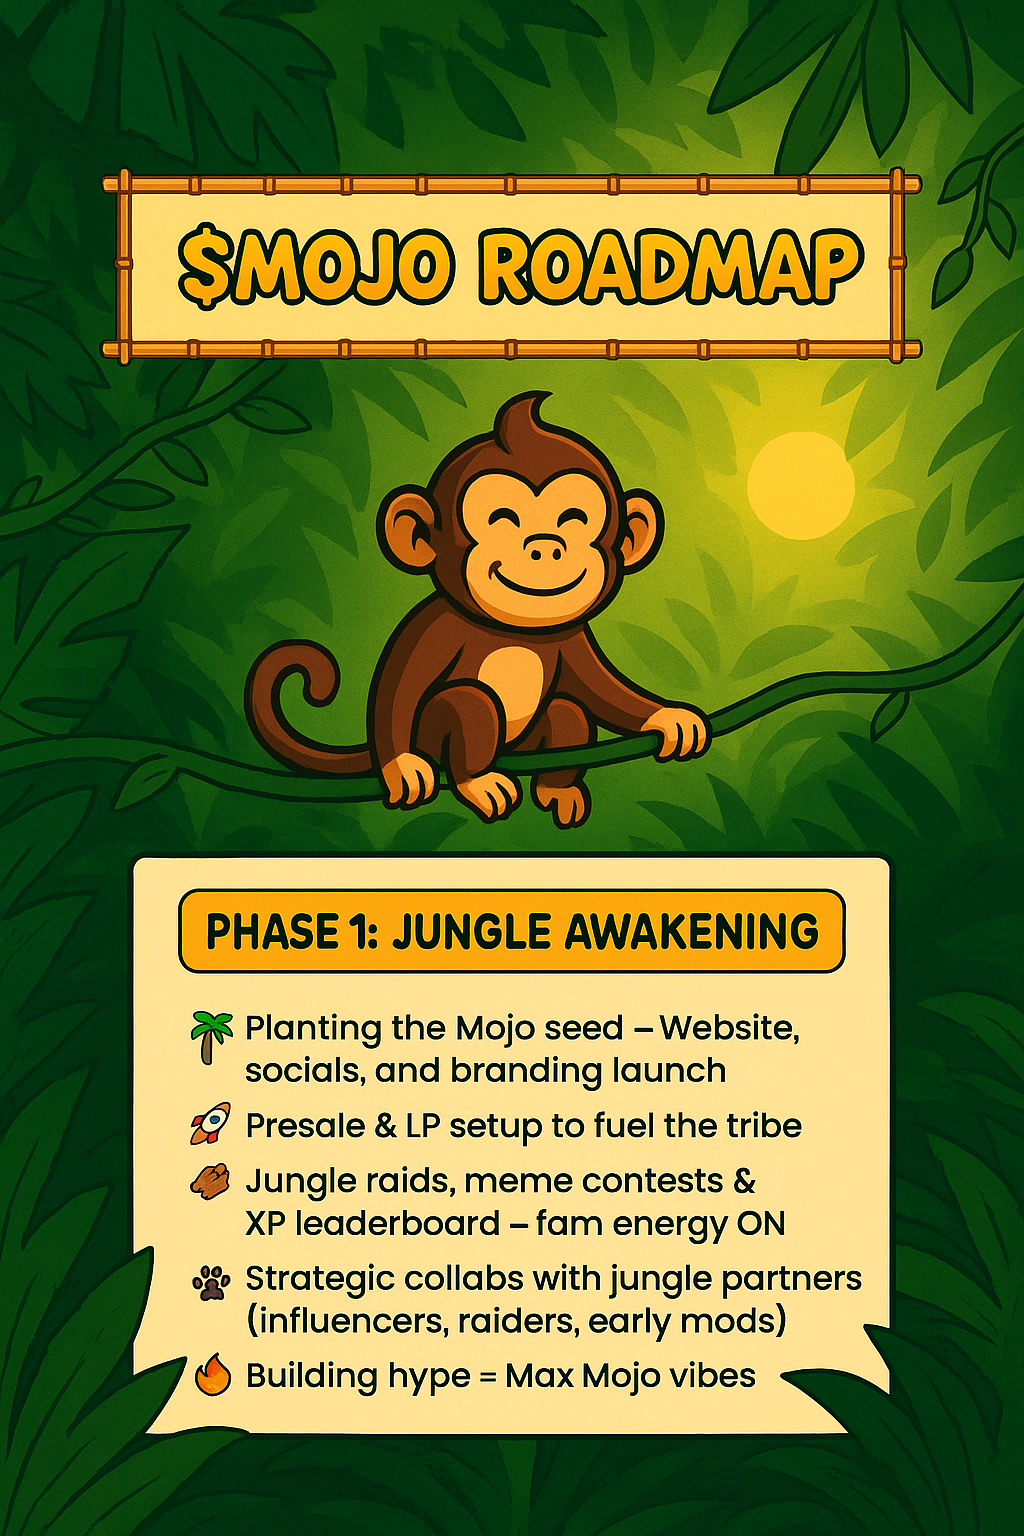 $MOJO ROADMAP
PHASE 1: JUNGLE AWAKENING
Planting the Mojo seed – Website,
socials, and branding launch
Presale & LP setup to fuel the tribe
Jungle raids, meme contests &
XP leaderboard – fam energy ON
Strategic collabs with jungle partners
(influencers, raiders, early mods)
Building hype = Max Mojo vibes